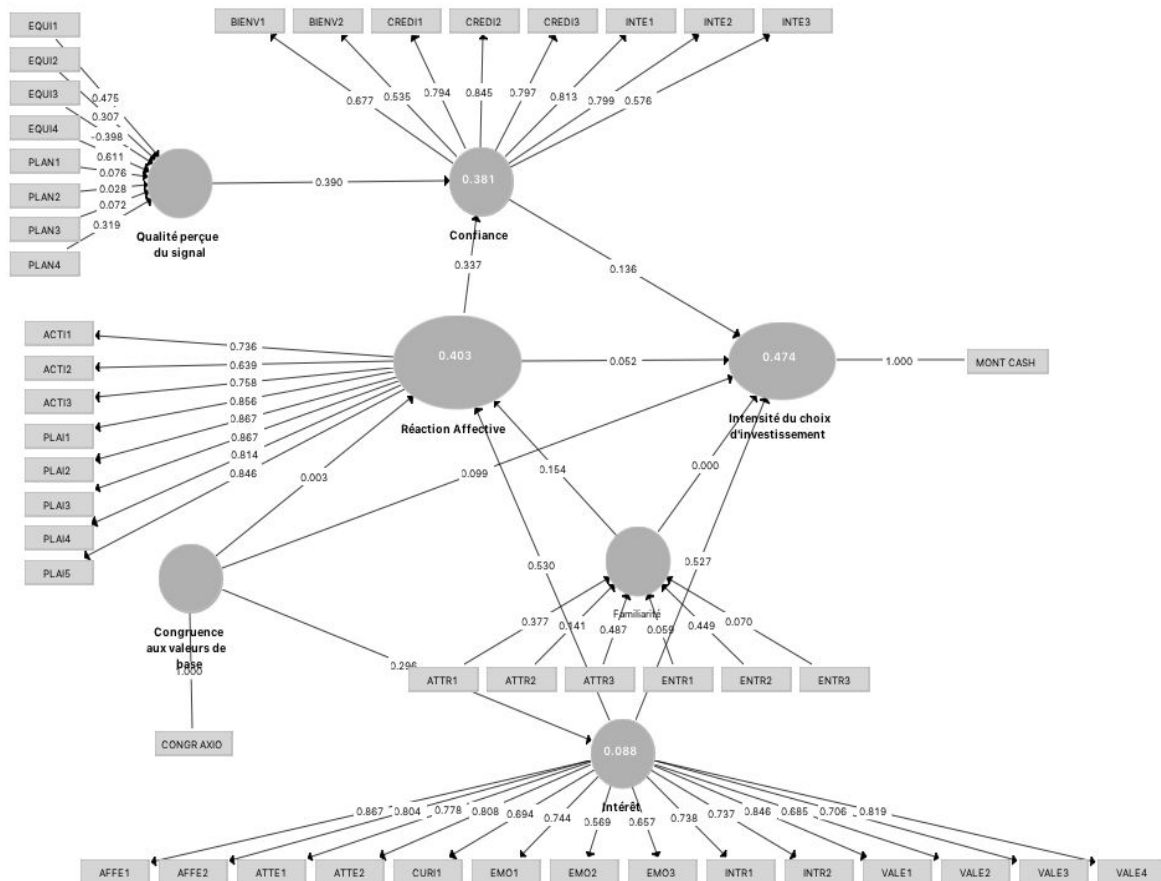 EQUI1
EQUI2
EQUI3
EQUI4
PLAN1
PLAN2
PLAN3
PLAN4
0.475
0.307
-0.398
0.611
0.076
0.028
0.072
0.319
Qualité perçue
du signal
0.390
BIENV1
BIENV2
CREDI1
CREDI2
CREDI3
INTE1
INTE2
INTE3
0.677
0.535
0.794
0.845
0.797
0.813
0.799
0.576
0.381
Confiance
0.337
0.136
ACTI1
ACTI2
ACTI3
PLAI1
PLAI2
PLAI3
PLAI4
PLAI5
0.736
0.639
0.758
0.856
0.867
0.867
0.814
0.846
0.403
Réaction Affective
0.052
0.474
Intensité du choix
d'investissement
1.000
MONT CASH
0.003
0.099
0.154
0.000
0.530
0.527
Congruence
aux valeurs de
base
1.000
CONGR AXIO
0.296
Familiarité
0.377
0.141
0.487
0.059
0.449
0.070
ATTR1
ATTR2
ATTR3
ENTR1
ENTR2
ENTR3
0.088
Intérêt
0.867
0.804
0.778
0.808
0.694
0.744
0.569
0.657
0.738
0.737
0.846
0.685
0.706
0.819
AFFE1
AFFE2
ATTE1
ATTE2
CURI1
EMO1
EMO2
EMO3
INTR1
INTR2
VALE1
VALE2
VALE3
VALE4